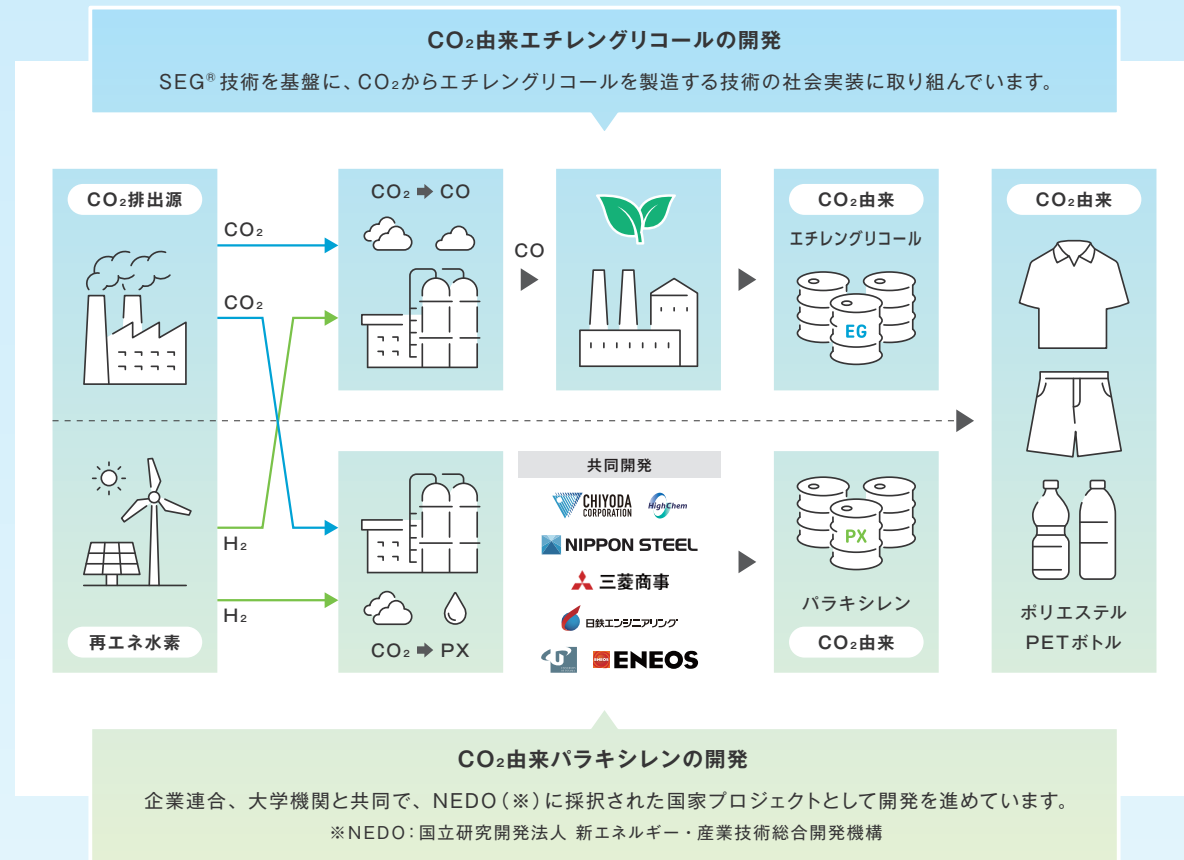 CO₂由来エチレングリコールの開発
SEG®技術を基盤に、CO₂からエチレングリコールを製造する技術の社会実装に取り組んでいます。
CO₂排出源
CO₂
CO₂
CO₂ ➡ CO
CO
CO₂由来
エチレングリコール
EG
CO₂由来
H₂
H₂
再エネ水素
CO₂ ➡ PX
共同開発
CHIYODA
CORPORATION
HighChem
NIPPON STEEL
三菱商事
日鉄エンジニアリング
ENEOS
PX
パラキシレン
CO₂由来
ポリエステル
PETボトル
CO₂由来パラキシレンの開発
企業連合、大学機関と共同で、NEDO(※)に採択された国家プロジェクトとして開発を進めています。
※NEDO:国立研究開発法人 新エネルギー・産業技術総合開発機構